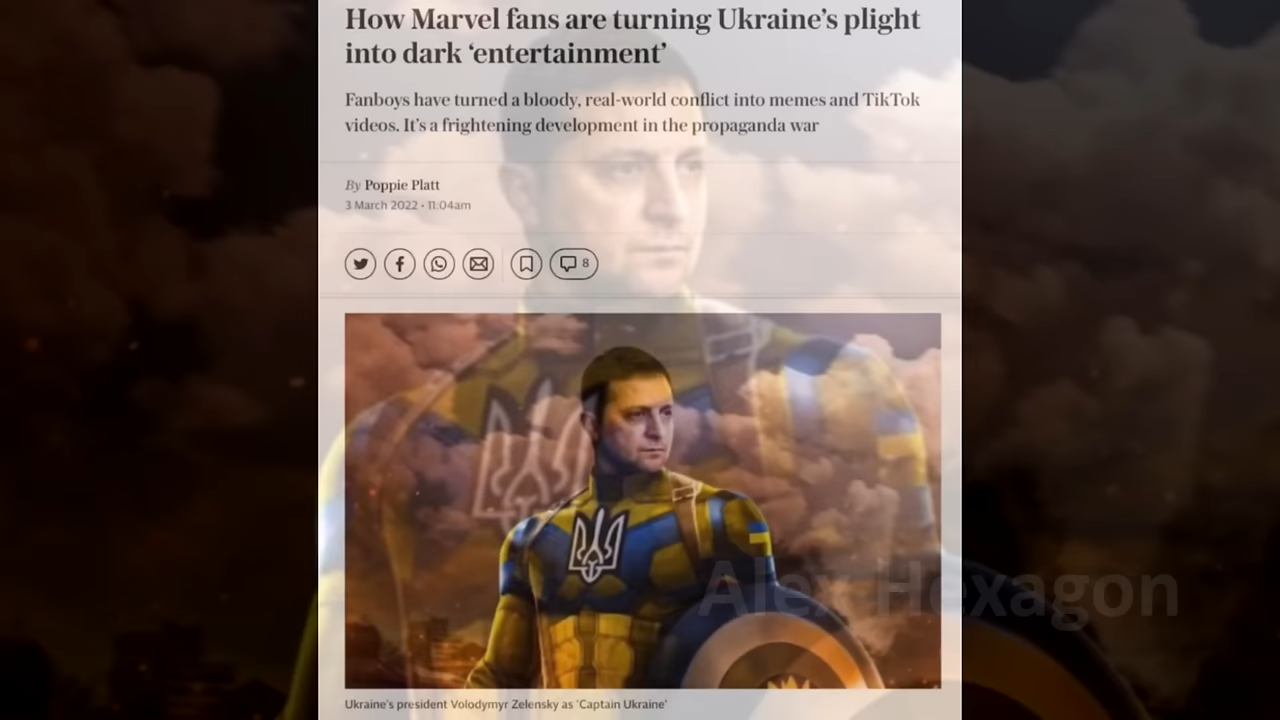 How Marvel fans are turning Ukraine’s plight
into dark ‘entertainment’
Fanboys have turned a bloody, real-world conflict into memes and TikTok
videos. It’s a frightening development in the propaganda war
By Poppie Platt
3 March 2022 • 11:04am
8
Alex Hexagon
Ukraine's president Volodymyr Zelensky as 'Captain Ukraine'